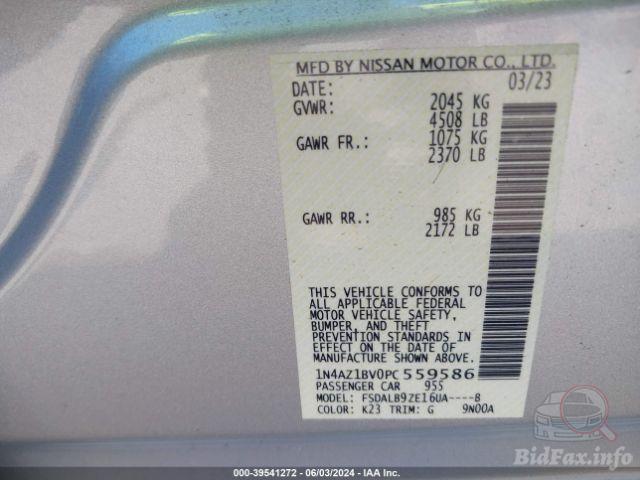 MFD BY NISSAN MOTOR CO., LTD.
DATE: 03/23
GVWR: 2045 KG
4508 LB
GAWR FR.: 1075 KG
2370 LB
GAWR RR.: 985 KG
2172 LB
THIS VEHICLE CONFORMS TO
ALL APPLICABLE FEDERAL
MOTOR VEHICLE SAFETY,
BUMPER, AND THEFT
PREVENTION STANDARDS IN
EFFECT ON THE DATE OF
MANUFACTURE SHOWN ABOVE.
1N4AZ1BV0PC 559586
PASSENGER CAR 955
MODEL: FSDALB9ZE16UA----B
COLOR: K23 TRIM: G 9N00A
BidFax.info
000-39541272 - 06/03/2024 - IAA Inc.